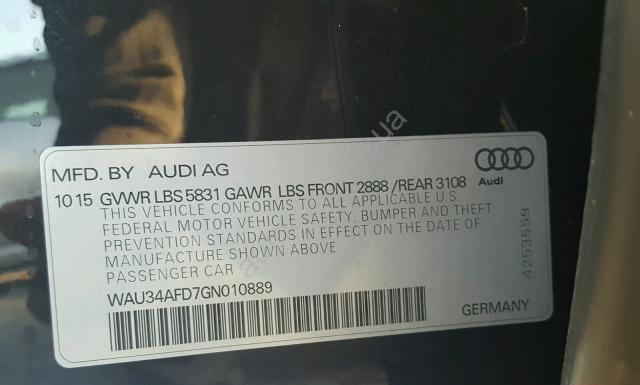 MFD. BY AUDI AG
Audi
10 15 GVWR LBS 5831 GAWR LBS FRONT 2888 /REAR 3108
THIS VEHICLE CONFORMS TO ALL APPLICABLE U S
FEDERAL MOTOR VEHICLE SAFETY, BUMPER AND THEFT
PREVENTION STANDARDS IN EFFECT ON THE DATE OF
MANUFACTURE SHOWN ABOVE
PASSENGER CAR
4253559
WAU34AFD7GN010889
GERMANY